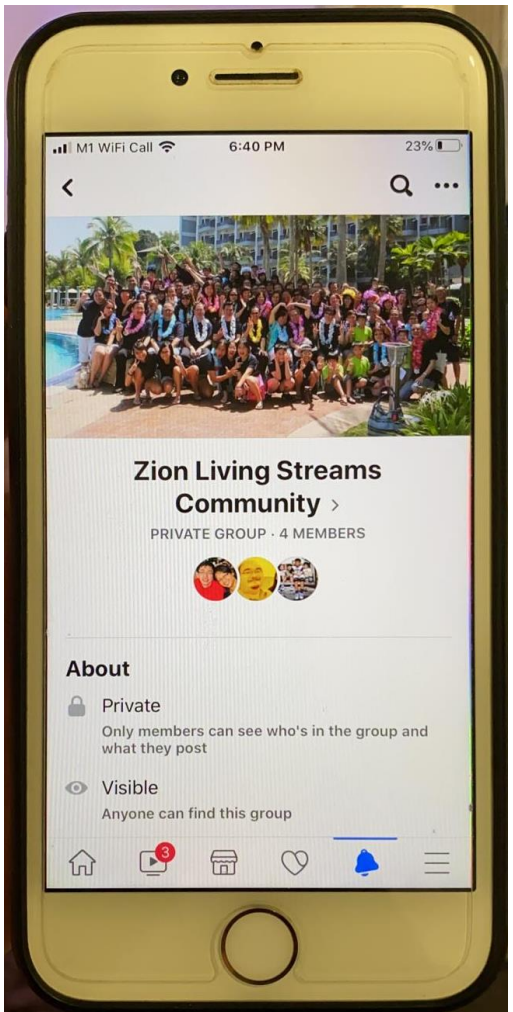 M1 WiFi Call 6:40 PM 23%
Zion Living Streams
Community >
PRIVATE GROUP · 4 MEMBERS
About
Private
Only members can see who's in the group and
what they post
Visible
Anyone can find this group
3